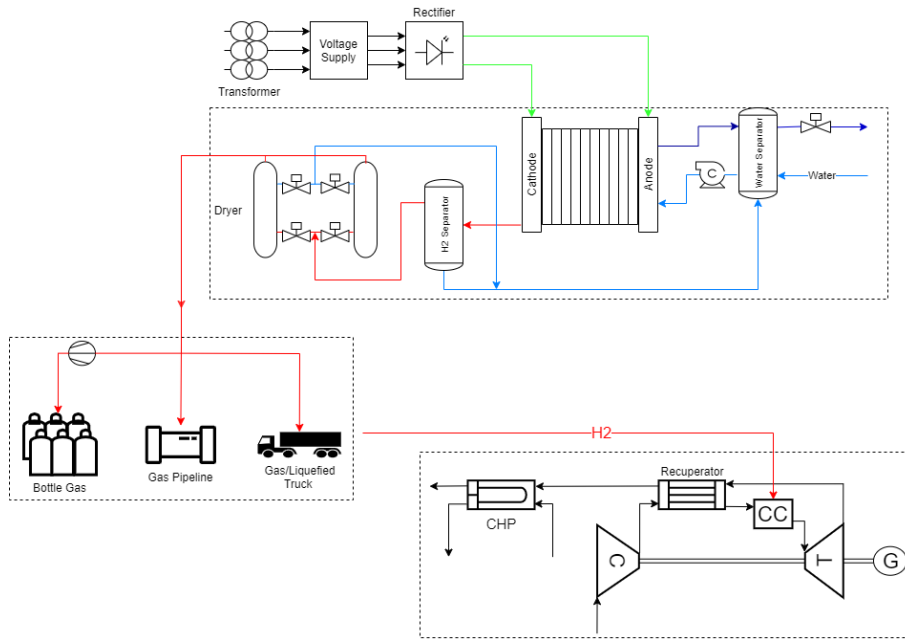 Rectifier
Voltage
Supply
Transformer
Cathode
Anode
Water Separator
C
Water
Dryer
H2 Separator
H2
Bottle Gas
Gas Pipeline
Gas/Liquefied
Truck
Recuperator
CHP
CC
C
T
G